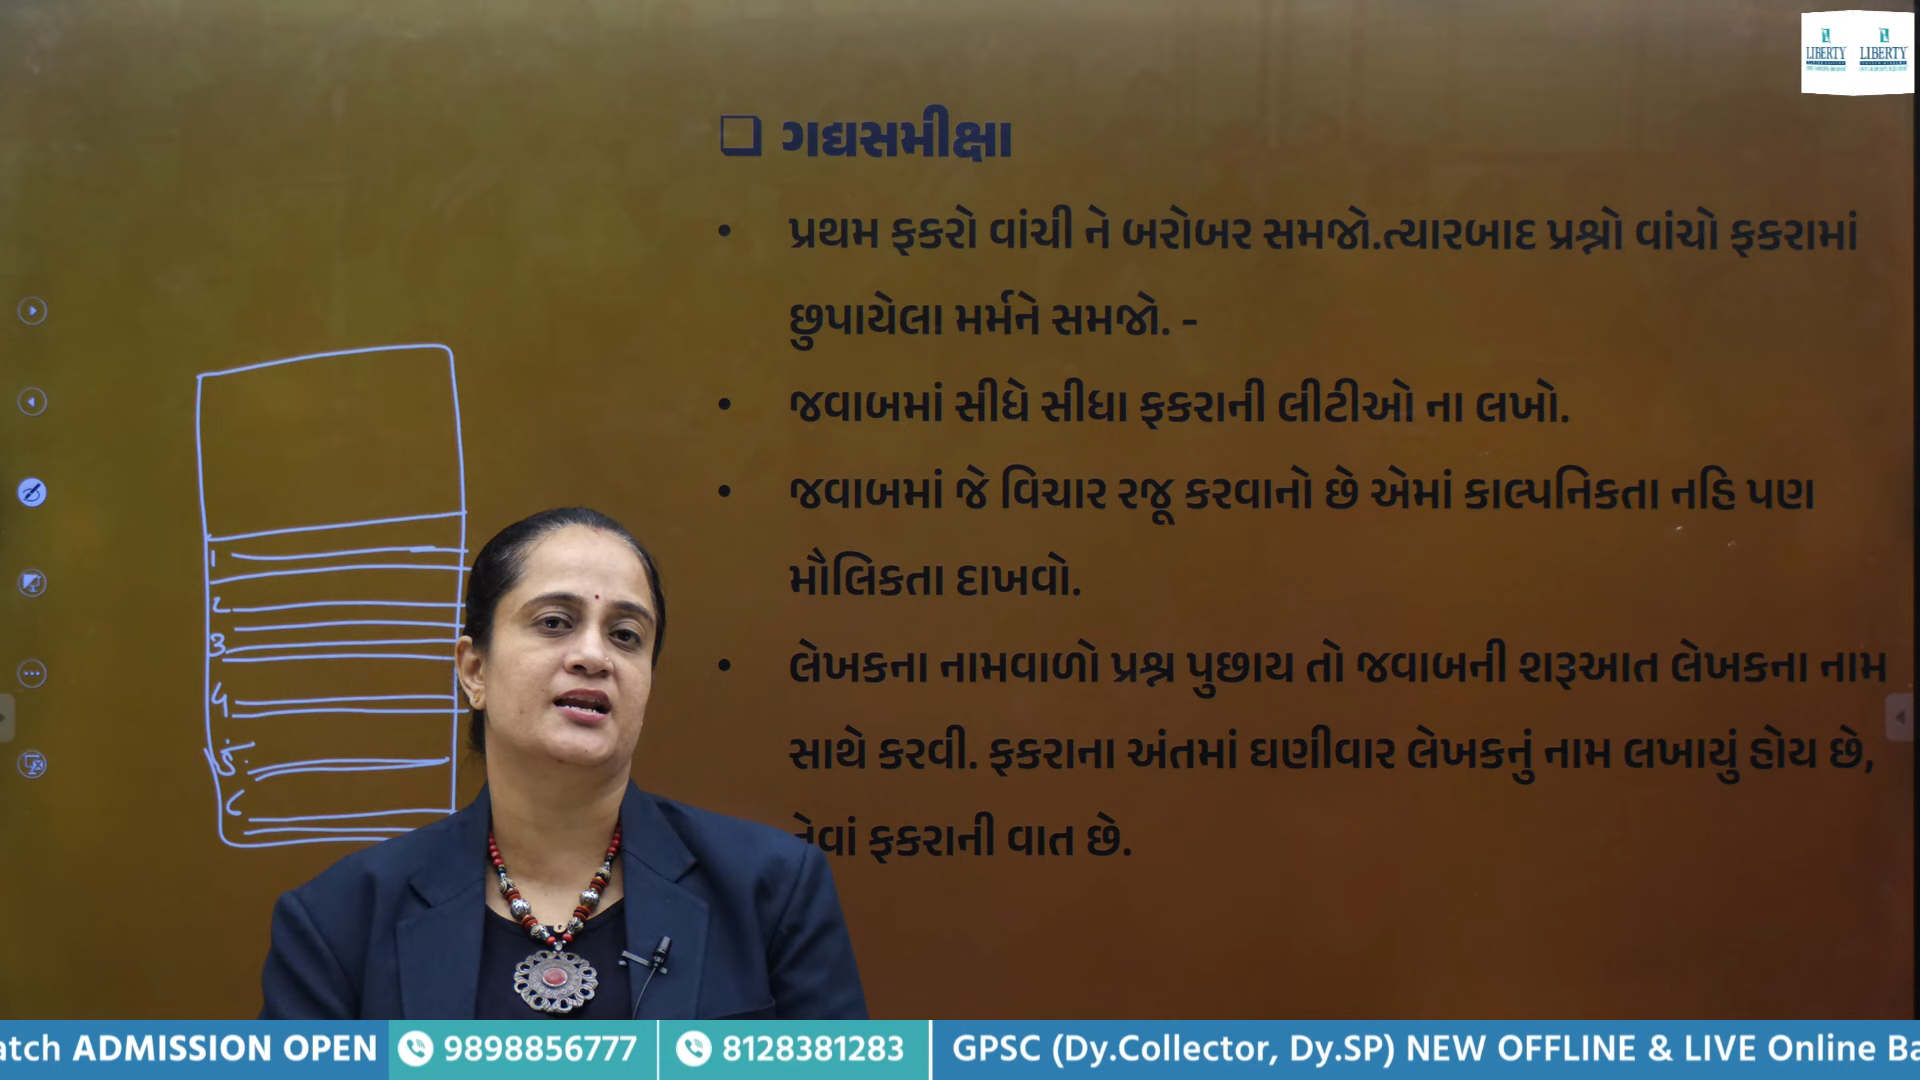 LIBERTY LIBERTY
❑ ગદ્યસમીક્ષા
• પ્રથમ ફકરો વાંચી ને બરોબર સમજો.ત્યારબાદ પ્રશ્નો વાંચો ફકરામાં
છુપાયેલા મર્મને સમજો. -
• જવાબમાં સીધે સીધા ફકરાની લીટીઓ ના લખો.
• જવાબમાં જે વિચાર રજૂ કરવાનો છે એમાં કાલ્પનિકતા નહિ પણ
મૌલિકતા દાખવો.
• લેખકના નામવાળો પ્રશ્ન પુછાય તો જવાબની શરૂઆત લેખકના નામ
સાથે કરવી. ફકરાના અંતમાં ઘણીવાર લેખકનું નામ લખાયું હોય છે,
તેવાં ફકરાની વાત છે.
1
2
3
4
5
atch ADMISSION OPEN 9898856777 8128381283 GPSC (Dy.Collector, Dy.SP) NEW OFFLINE & LIVE Online Ba